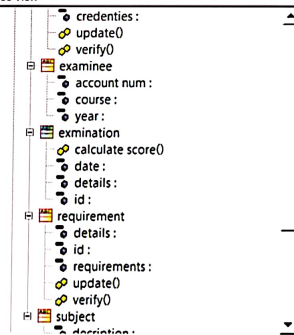 credenties :
update()
verify()
examinee
account num :
course :
year :
exmination
calculate score()
date :
details :
id :
requirement
details :
id :
requirements :
update()
verify()
subject
decription :